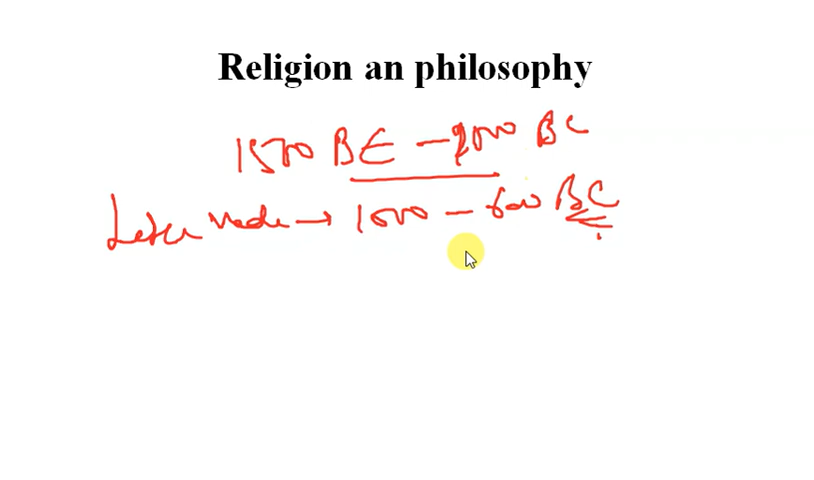 Religion an philosophy
1500 BC - 1000 BC
Later Vedic → 1000 - 600 BC